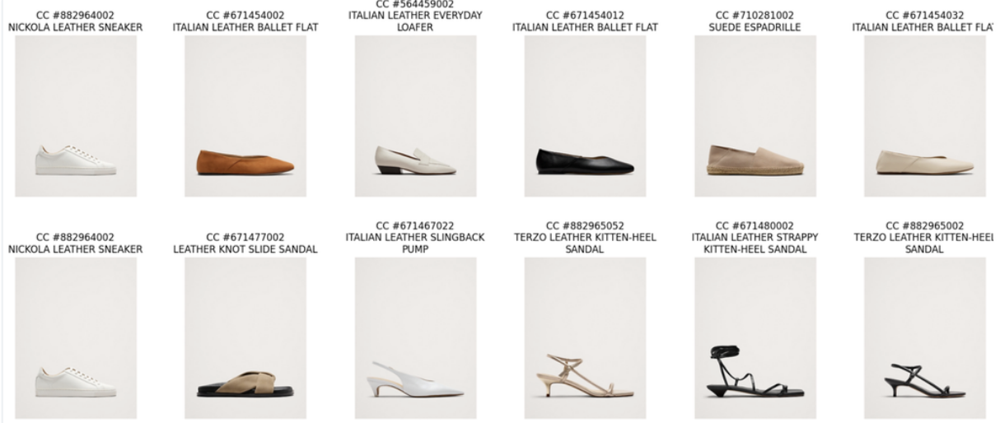 CC #882964002
NICKOLA LEATHER SNEAKER
CC #671454002
ITALIAN LEATHER BALLET FLAT
CC #564459002
ITALIAN LEATHER EVERYDAY
LOAFER
CC #671454012
ITALIAN LEATHER BALLET FLAT
CC #710281002
SUEDE ESPADRILLE
CC #671454032
ITALIAN LEATHER BALLET FLA
CC #882964002
NICKOLA LEATHER SNEAKER
CC #671477002
LEATHER KNOT SLIDE SANDAL
CC #671467022
ITALIAN LEATHER SLINGBACK
PUMP
CC #882965052
TERZO LEATHER KITTEN-HEEL
SANDAL
CC #671480002
ITALIAN LEATHER STRAPPY
KITTEN-HEEL SANDAL
CC #882965002
TERZO LEATHER KITTEN-HEEL
SANDAL